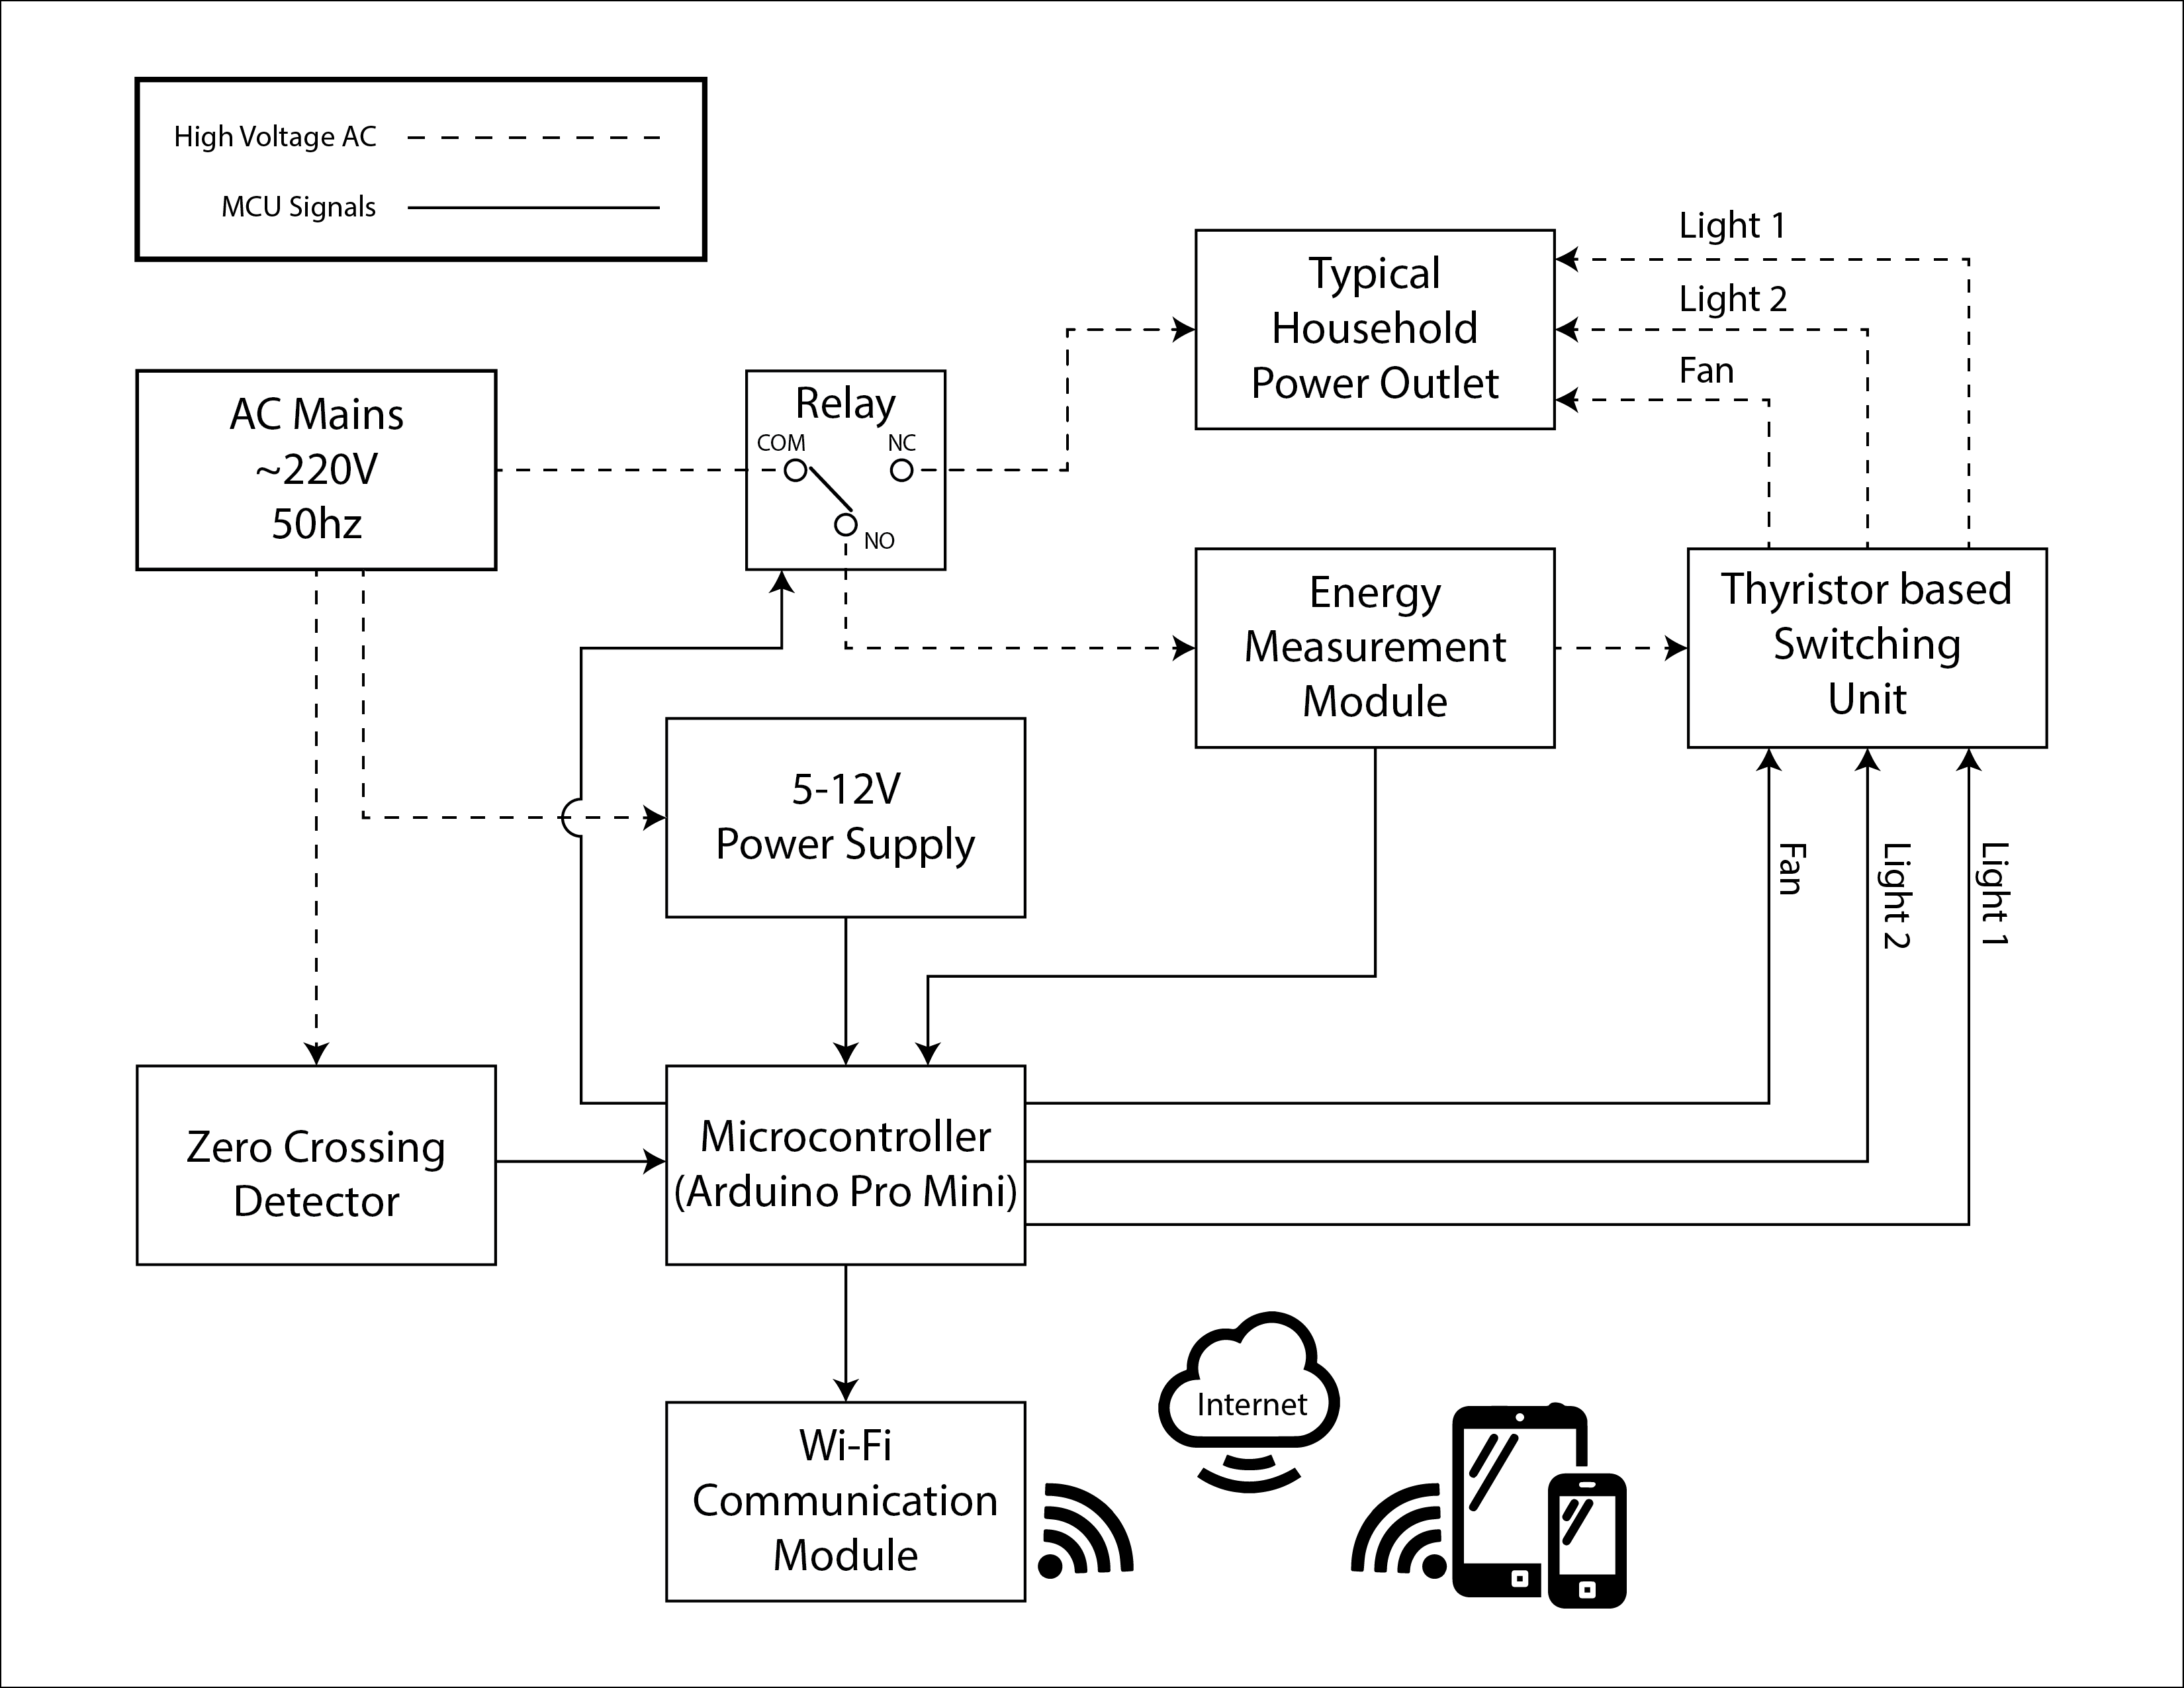 High Voltage AC
MCU Signals
AC Mains
~220V
50hz
Relay
COM
NC
NO
Typical
Household
Power Outlet
Light 1
Light 2
Fan
Energy
Measurement
Module
Thyristor based
Switching
Unit
5-12V
Power Supply
Fan
Light 2
Light 1
Zero Crossing
Detector
Microcontroller
(Arduino Pro Mini)
Wi-Fi
Communication
Module
Internet